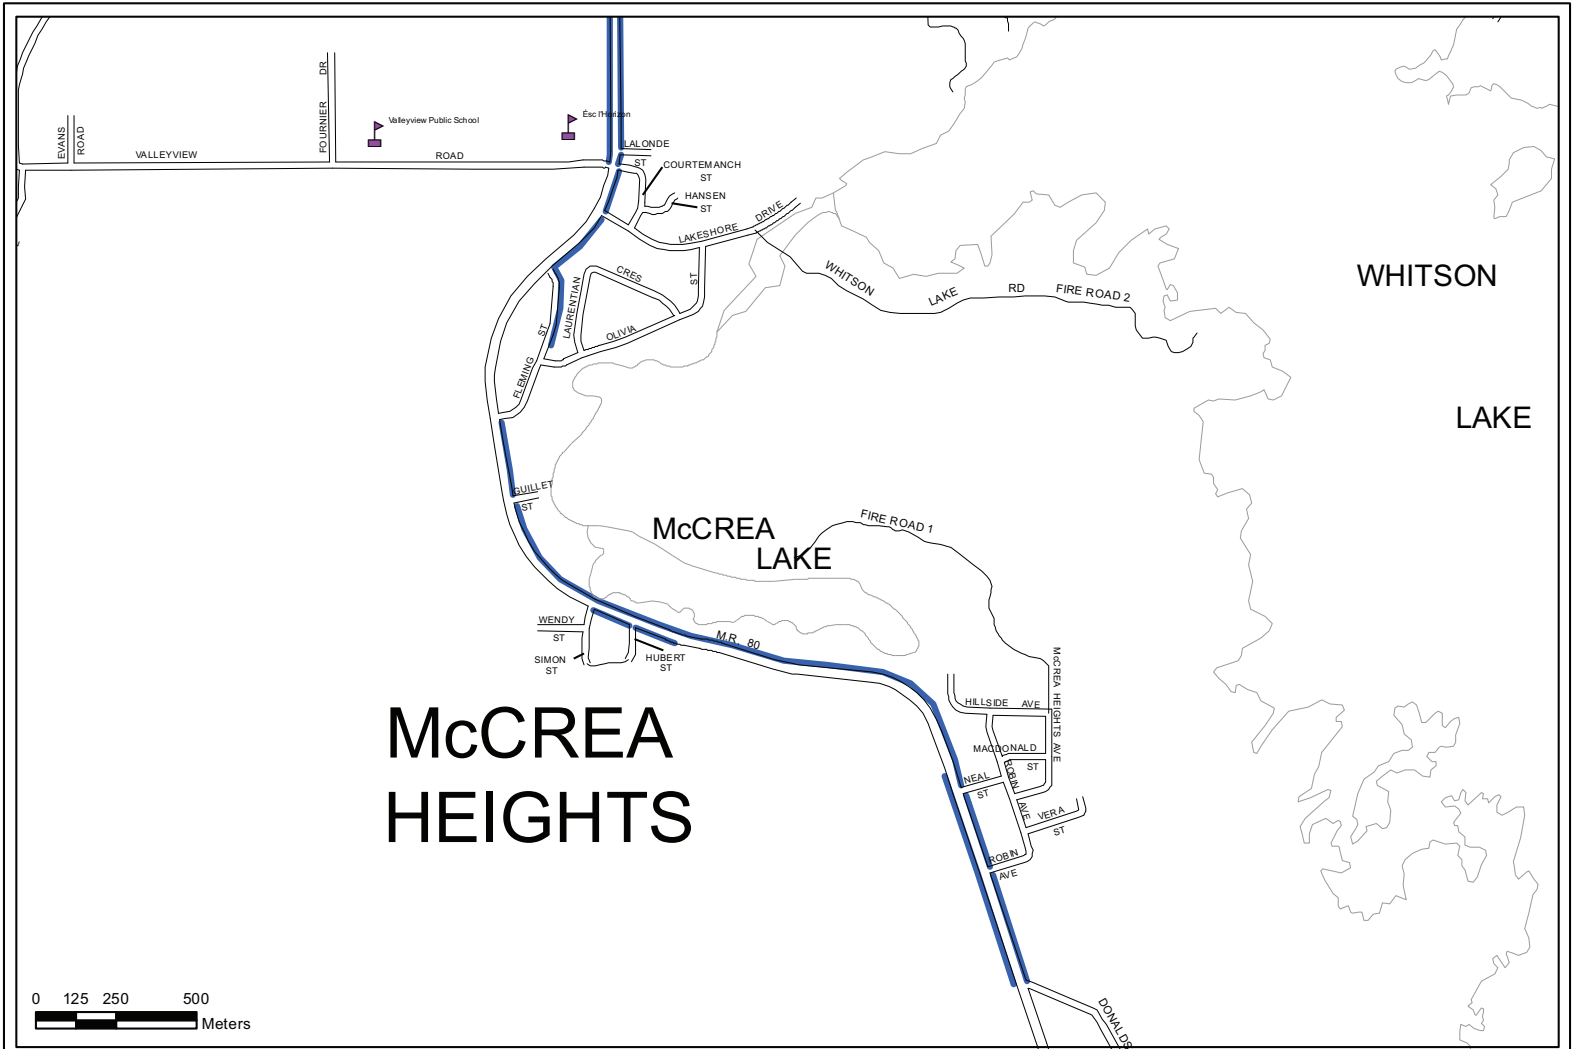 DR
FOURNIER
Valleyview Public School
Ésc l'Horizon
EVANS
ROAD
VALLEYVIEW
ROAD
LALONDE
ST
COURTEMANCH
ST
HANSEN
ST
LAKESHORE
DRIVE
WHITSON
LAKE
RD
FIRE ROAD 2
WHITSON
LAKE
CRES
LAURENTIAN
ST
OLIVIA
ST
FLEMING
GUILLET
ST
McCREA
LAKE
FIRE ROAD 1
WENDY
ST
SIMON
ST
HUBERT
ST
M.R. 80
McCREA HEIGHTS AVE
HILLSIDE AVE
MACDONALD
ST
ROBIN
AVE
NEAL
ST
VERA
ST
ROBIN
AVE
McCREA
HEIGHTS
DONALDS
0 125 250 500
Meters